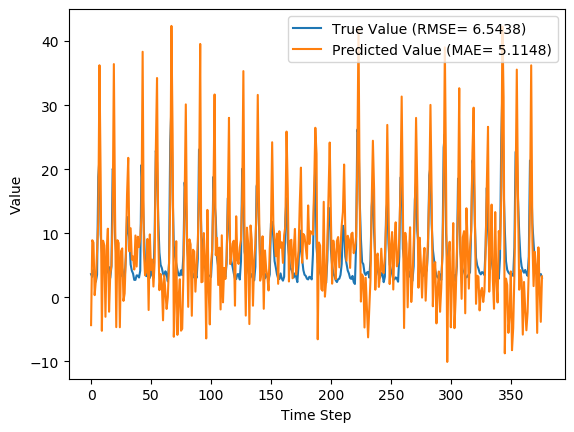 True Value (RMSE= 6.5438)
Predicted Value (MAE= 5.1148)
40
30
20
10
0
−10
Value
0 50 100 150 200 250 300 350
Time Step